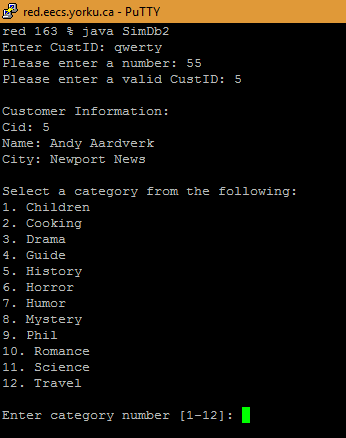 red.eecs.yorku.ca - PuTTY
red 163 % java SimDb2
Enter CustID: qwerty
Please enter a number: 55
Please enter a valid CustID: 5
Customer Information:
Cid: 5
Name: Andy Aardverk
City: Newport News
Select a category from the following:
1. Children
2. Cooking
3. Drama
4. Guide
5. History
6. Horror
7. Humor
8. Mystery
9. Phil
10. Romance
11. Science
12. Travel
Enter category number [1-12]: